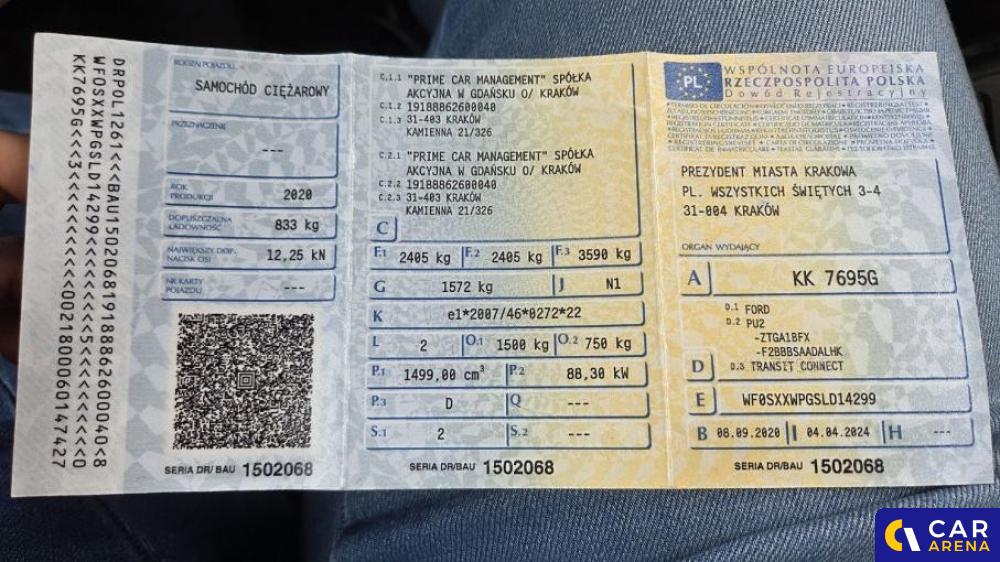 DRPOL1261<<<BAU15020681918886260​0040<8
WF0SXXWPGSLD14299<<<<<<<<<<<<<<<0
KK7695G<<3<<<<<<<<<<<<<002180006014​7427
RODZAJ POJAZDU
SAMOCHÓD CIĘŻAROWY
PRZEZNACZENIE
---
ROK PRODUKCJI 2020
DOPUSZCZALNA ŁADOWNOŚĆ 833 kg
NAJWIĘKSZY DOP. NACISK OSI 12,25 kN
NR KARTY POJAZDU ---
SERIA DR/BAU 1502068
C.1.1 "PRIME CAR MANAGEMENT" SPÓŁKA
AKCYJNA W GDAŃSKU O/ KRAKÓW
C.1.2 19188862600040
C.1.3 31-403 KRAKÓW
KAMIENNA 21/326
C.2.1 "PRIME CAR MANAGEMENT" SPÓŁKA
AKCYJNA W GDAŃSKU O/ KRAKÓW
C.2.2 19188862600040
C.2.3 31-403 KRAKÓW
KAMIENNA 21/326
C
F.1 2405 kg F.2 2405 kg F.3 3590 kg
G 1572 kg J N1
K e1*2007/46*0272*22
L 2 O.1 1500 kg O.2 750 kg
P.1 1499,00 cm³ P.2 88,30 kW
P.3 D Q ---
S.1 2 S.2 ---
SERIA DR/BAU 1502068
PL
WSPÓLNOTA EUROPEJSKA
RZECZPOSPOLITA POLSKA
Dowód Rejestracyjny
PREZYDENT MIASTA KRAKOWA
PL. WSZYSTKICH ŚWIĘTYCH 3-4
31-004 KRAKÓW
ORGAN WYDAJĄCY
A KK 7695G
D.1 FORD
D.2 PU2
-ZTGA1BFX
-F2BBBSAADALHK
D D.3 TRANSIT CONNECT
E WF0SXXWPGSLD14299
B 08.09.2020 I 04.04.2024 H ---
SERIA DR/BAU 1502068
CAR
ARENA